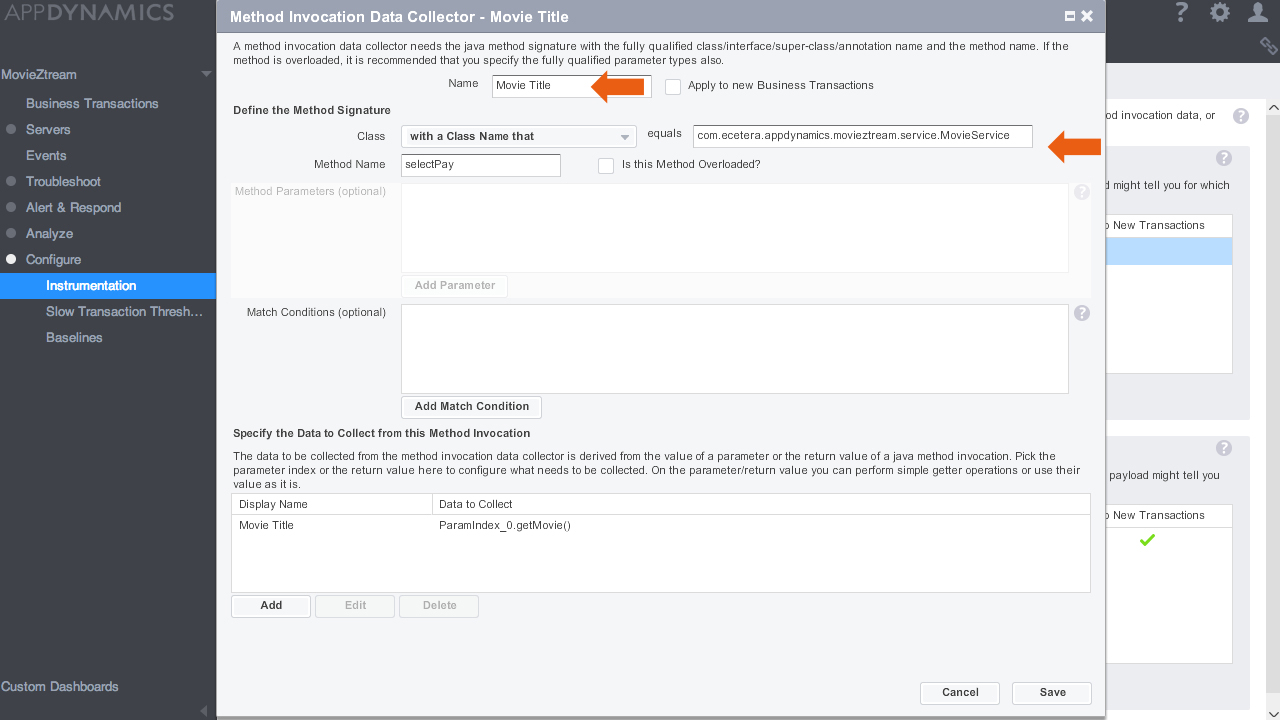 APPDYNAMICS
MovieZtream
Business Transactions
Servers
Events
Troubleshoot
Alert & Respond
Analyze
Configure
Instrumentation
Slow Transaction Thresh...
Baselines
Custom Dashboards
Method Invocation Data Collector - Movie Title
A method invocation data collector needs the java method signature with the fully qualified class/interface/super-class/annotation name and the method name. If the
method is overloaded, it is recommended that you specify the fully qualified parameter types also.
Name Movie Title Apply to new Business Transactions
Define the Method Signature
Class with a Class Name that equals com.ecetera.appdynamics.movieztream.service.MovieService
Method Name selectPay Is this Method Overloaded?
Method Parameters (optional) ?
Add Parameter
Match Conditions (optional) ?
Add Match Condition
Specify the Data to Collect from this Method Invocation
The data to be collected from the method invocation data collector is derived from the value of a parameter or the return value of a java method invocation. Pick the
parameter index or the return value here to configure what needs to be collected. On the parameter/return value you can perform simple getter operations or use their
value as it is.
Display Name Data to Collect
Movie Title ParamIndex_0.getMovie()
Add Edit Delete
Cancel Save
?
od invocation data, or ?
?
d might tell you for which
o New Transactions
?
payload might tell you
o New Transactions